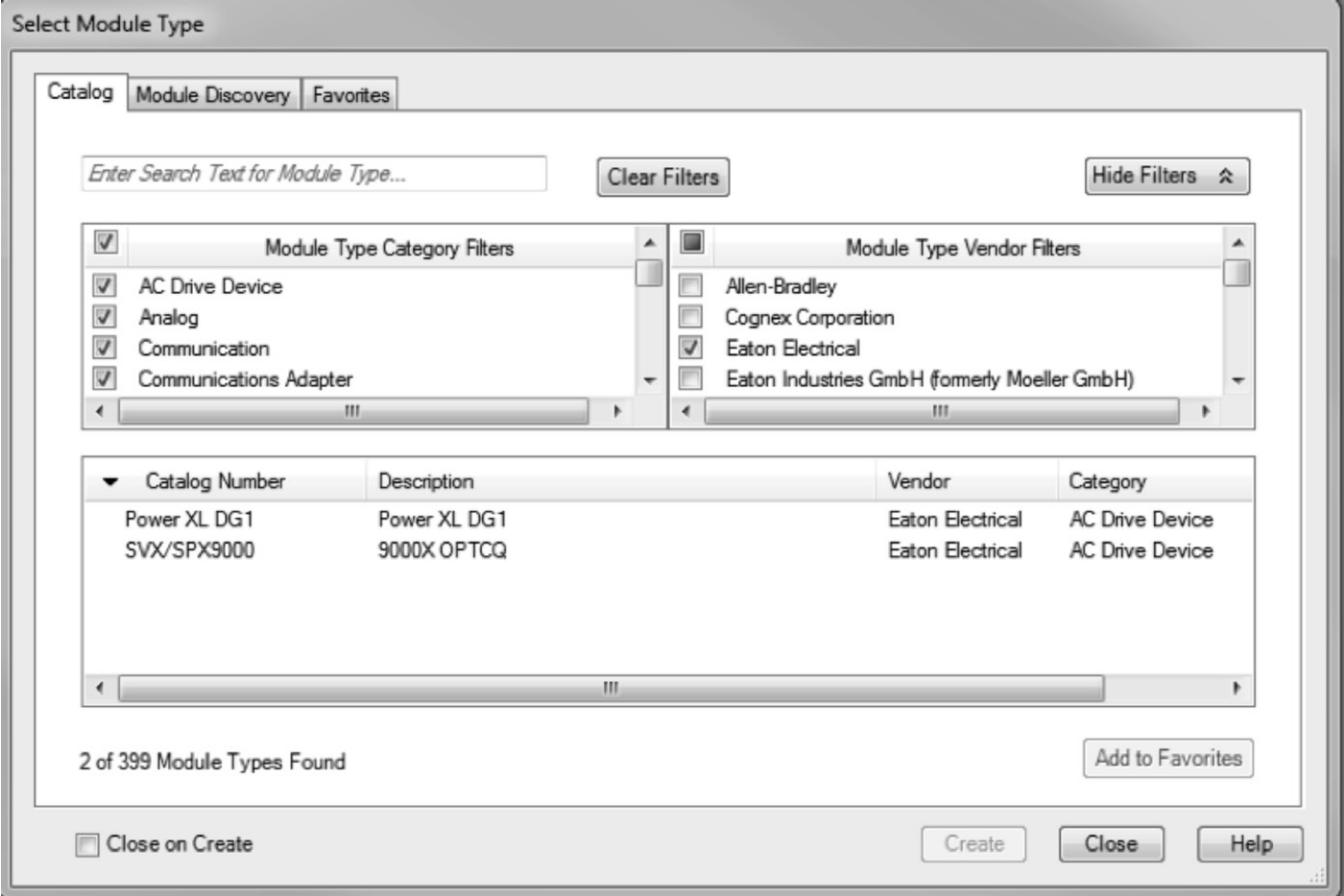 Select Module Type
Catalog Module Discovery Favorites
Enter Search Text for Module Type... Clear Filters Hide Filters
Module Type Category Filters Module Type Vendor Filters
AC Drive Device Allen-Bradley
Analog Cognex Corporation
Communication Eaton Electrical
Communications Adapter Eaton Industries GmbH (formerly Moeller GmbH)
Catalog Number Description Vendor Category
Power XL DG1 Power XL DG1 Eaton Electrical AC Drive Device
SVX/SPX9000 9000X OPTCQ Eaton Electrical AC Drive Device
2 of 399 Module Types Found Add to Favorites
Close on Create Create Close Help